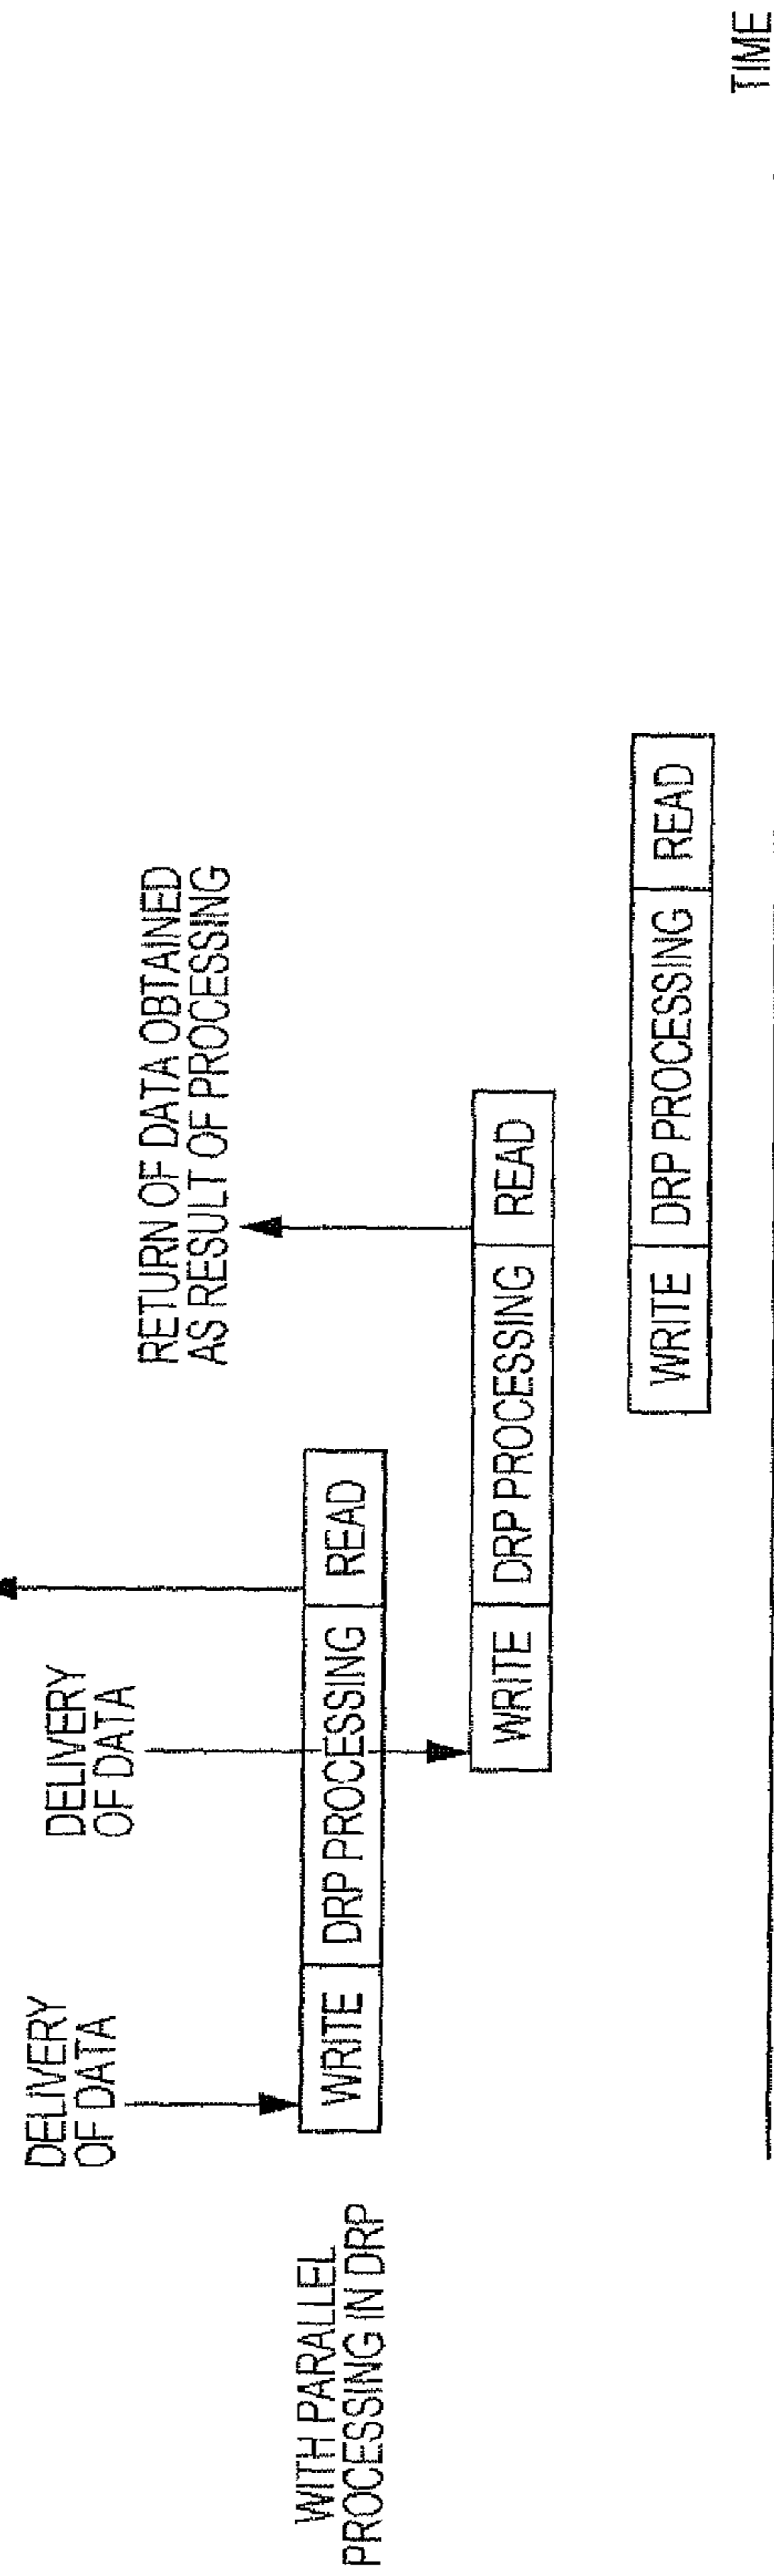 DELIVERY
OF DATA
DELIVERY
OF DATA
RETURN OF DATA OBTAINED
AS RESULT OF PROCESSING
WITH PARALLEL
PROCESSING IN DRP
WRITE
DRP PROCESSING
READ
WRITE
DRP PROCESSING
READ
WRITE
DRP PROCESSING
READ
TIME